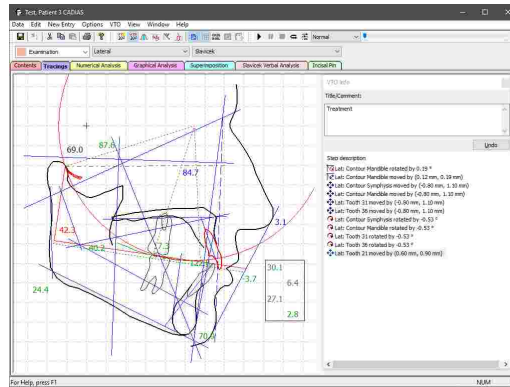 Test, Patient 3 CADIAS
Data Edit New Entry Options VTO View Window Help
Normal
Examination Lateral Slavicek
Contents Tracings Numerical Analysis Graphical Analysis Superimposition Slavicek Verbal Analysis Incisal Pin
VTO Info
Title/Comment:
Treatment
Undo
Step description
Lat: Contour Mandible rotated by 0.19 °
Lat: Contour Mandible moved by (0.12 mm, 0.19 mm)
Lat: Contour Symphysis moved by (-0.80 mm, 1.10 mm)
Lat: Contour Mandible moved by (-0.80 mm, 1.10 mm)
Lat: Tooth 31 moved by (-0.80 mm, 1.10 mm)
Lat: Tooth 36 moved by (-0.80 mm, 1.10 mm)
Lat: Contour Symphysis rotated by -0.53 °
Lat: Contour Mandible rotated by -0.53 °
Lat: Tooth 31 rotated by -0.53 °
Lat: Tooth 36 rotated by -0.53 °
Lat: Tooth 21 moved by (0.60 mm, 0.90 mm)
87.6
69.0
84.7
3.1
42.3
40.2
-3.7
30.1
6.4
24.4
27.1
2.8
For Help, press F1
NUM